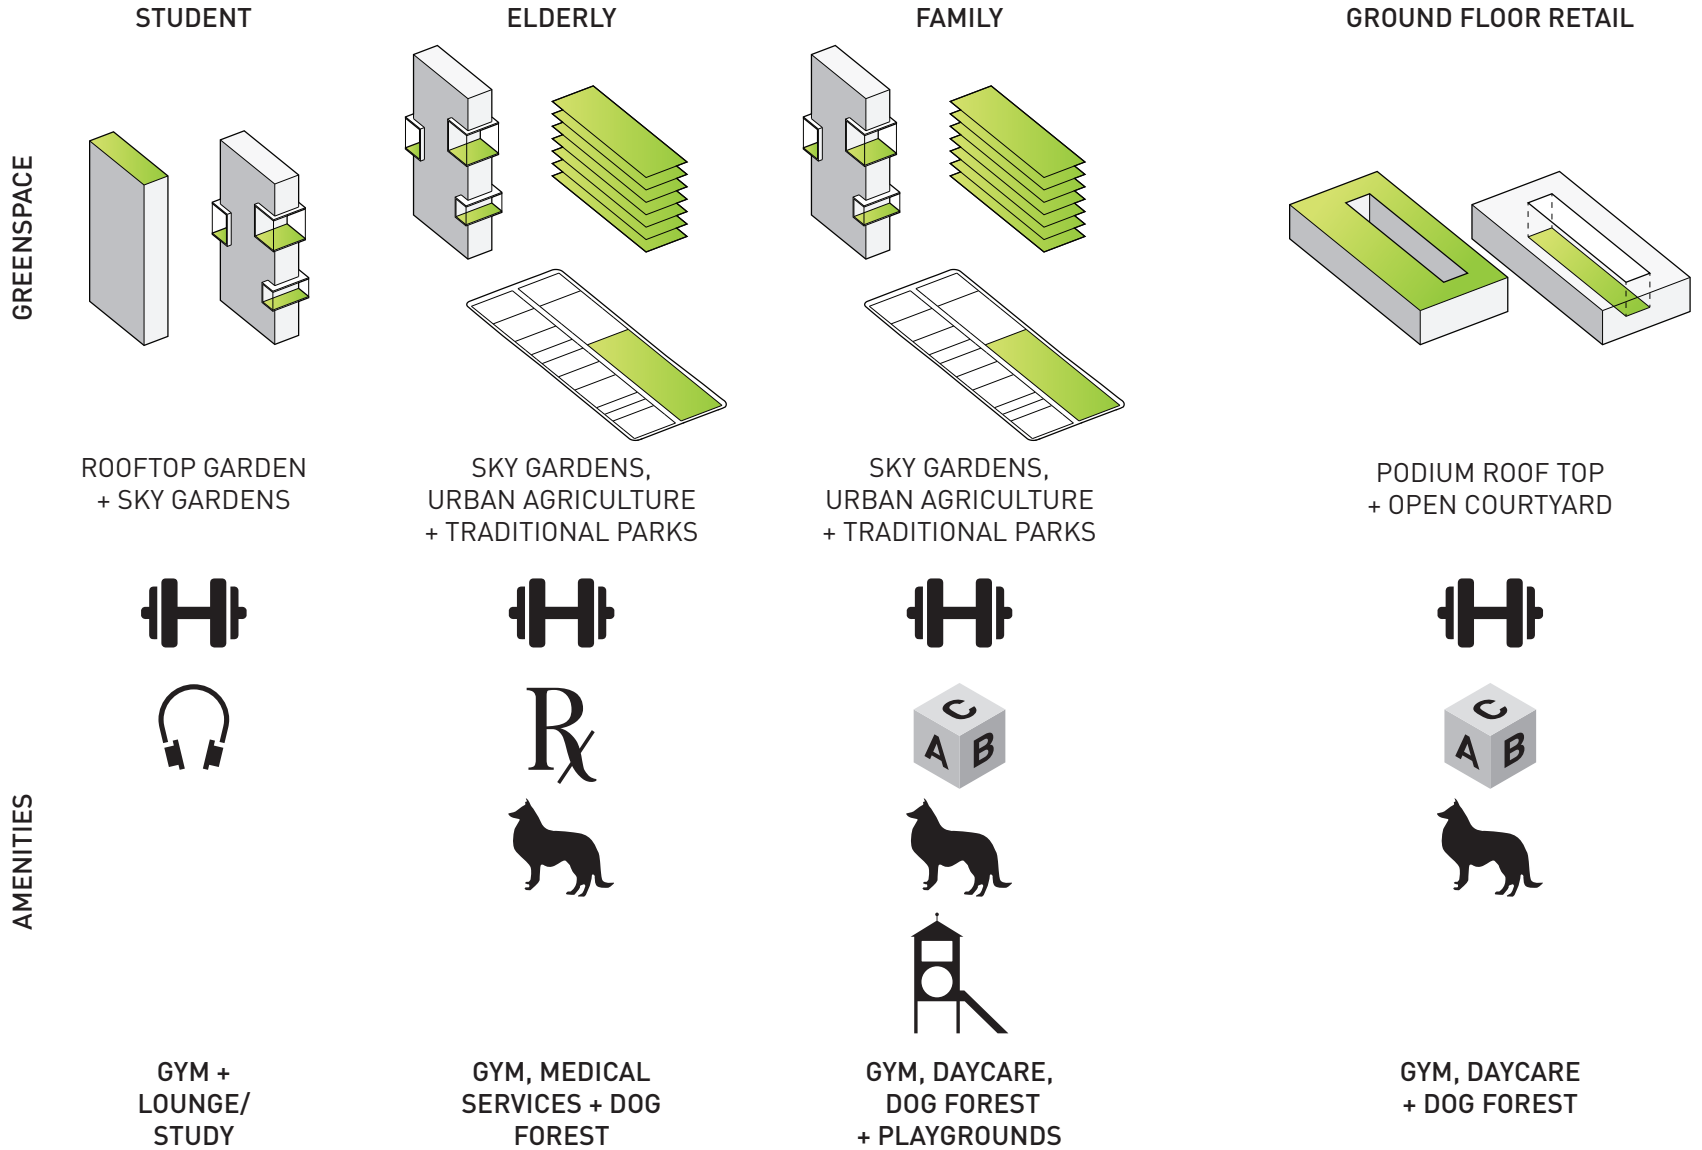 STUDENT
ELDERLY
FAMILY
GROUND FLOOR RETAIL
GREENSPACE
ROOFTOP GARDEN
+ SKY GARDENS
SKY GARDENS,
URBAN AGRICULTURE
+ TRADITIONAL PARKS
SKY GARDENS,
URBAN AGRICULTURE
+ TRADITIONAL PARKS
PODIUM ROOF TOP
+ OPEN COURTYARD
AMENITIES
Rx
C
A B
C
A B
GYM +
LOUNGE/
STUDY
GYM, MEDICAL
SERVICES + DOG
FOREST
GYM, DAYCARE,
DOG FOREST
+ PLAYGROUNDS
GYM, DAYCARE
+ DOG FOREST